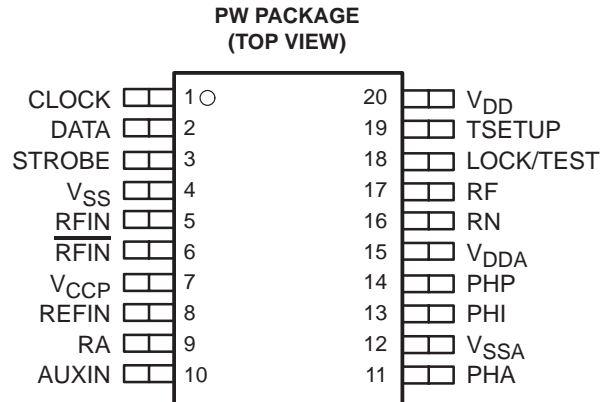 PW PACKAGE
(TOP VIEW)
CLOCK 1 20 VDD
DATA 2 19 TSETUP
STROBE 3 18 LOCK/TEST
VSS 4 17 RF
RFIN 5 16 RN
RFIN 6 15 VDDA
VCCP 7 14 PHP
REFIN 8 13 PHI
RA 9 12 VSSA
AUXIN 10 11 PHA